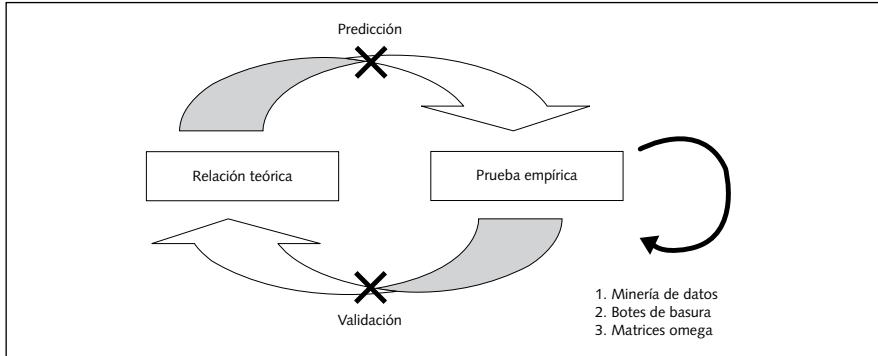 Predicción
Relación teórica
Prueba empírica
Validación
1. Minería de datos
2. Botes de basura
3. Matrices omega